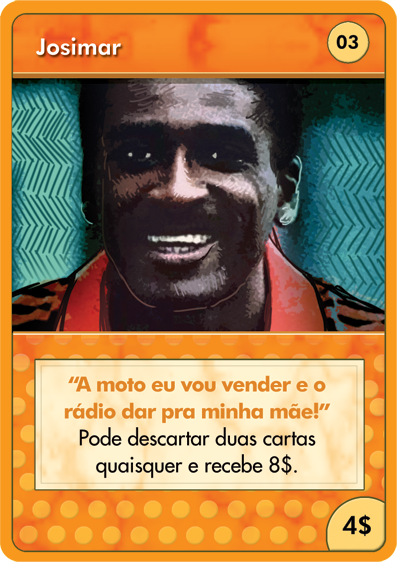 Josimar
03
“A moto eu vou vender e o
rádio dar pra minha mãe!”
Pode descartar duas cartas
quaisquer e recebe 8$.
4$